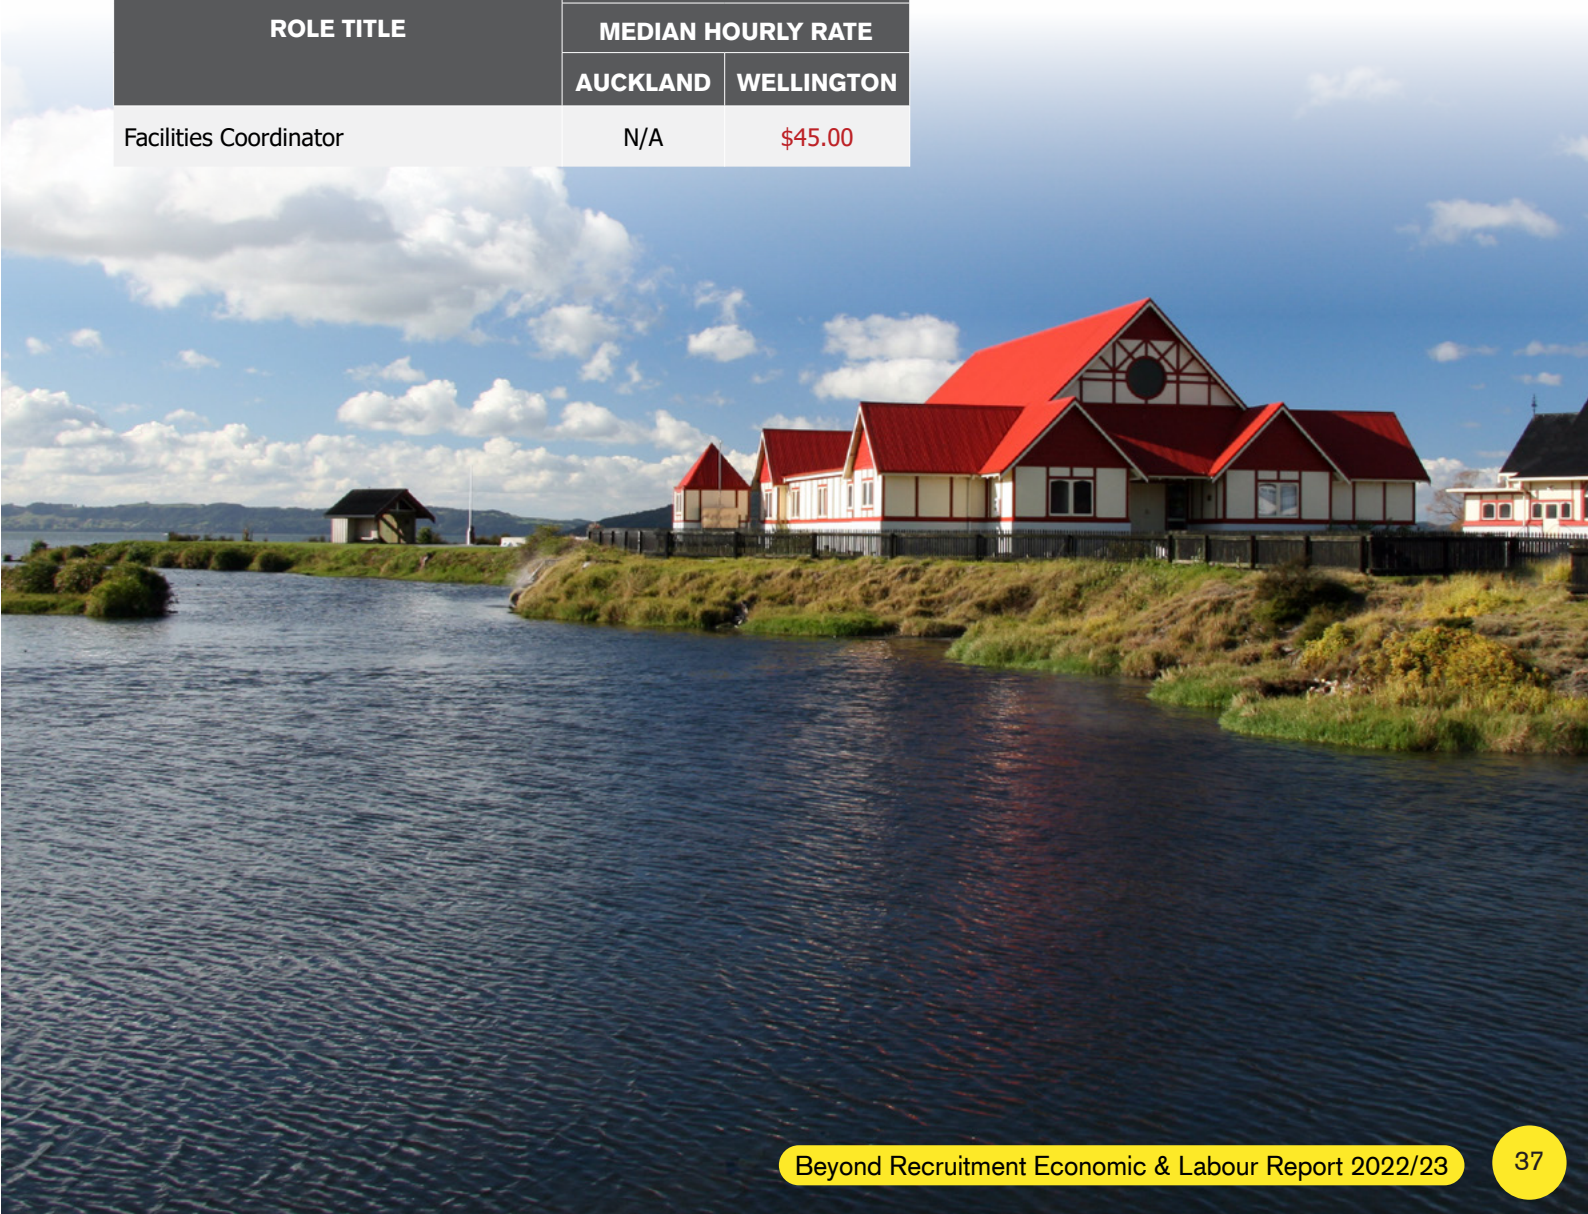 ROLE TITLE
MEDIAN HOURLY RATE
AUCKLAND WELLINGTON
Facilities Coordinator N/A $45.00
Beyond Recruitment Economic & Labour Report 2022/23
37